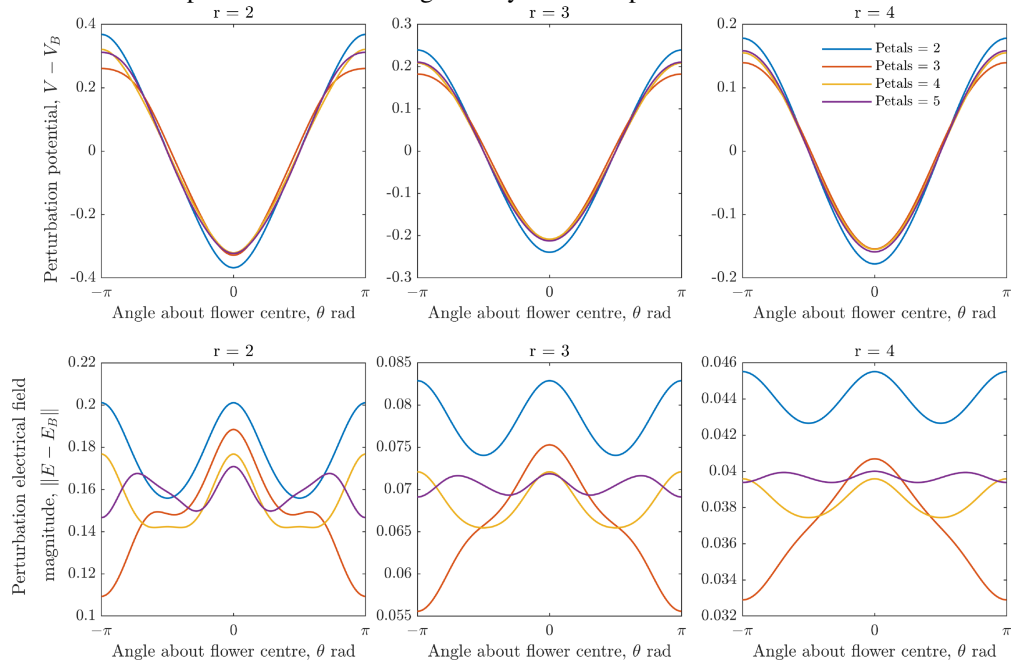 r = 2
r = 3
r = 4
Perturbation potential, V − V_B
0.4
0.2
0
-0.2
-0.4
0.3
0.2
0.1
0
-0.1
-0.2
-0.3
0.2
0.1
0
-0.1
-0.2
Petals = 2
Petals = 3
Petals = 4
Petals = 5
−π 0 π
−π 0 π
−π 0 π
Angle about flower centre, θ rad
Angle about flower centre, θ rad
Angle about flower centre, θ rad
r = 2
r = 3
r = 4
Perturbation electrical field
magnitude, ‖E − E_B‖
0.22
0.2
0.18
0.16
0.14
0.12
0.1
0.085
0.08
0.075
0.07
0.065
0.06
0.055
0.046
0.044
0.042
0.04
0.038
0.036
0.034
0.032
−π 0 π
−π 0 π
−π 0 π
Angle about flower centre, θ rad
Angle about flower centre, θ rad
Angle about flower centre, θ rad